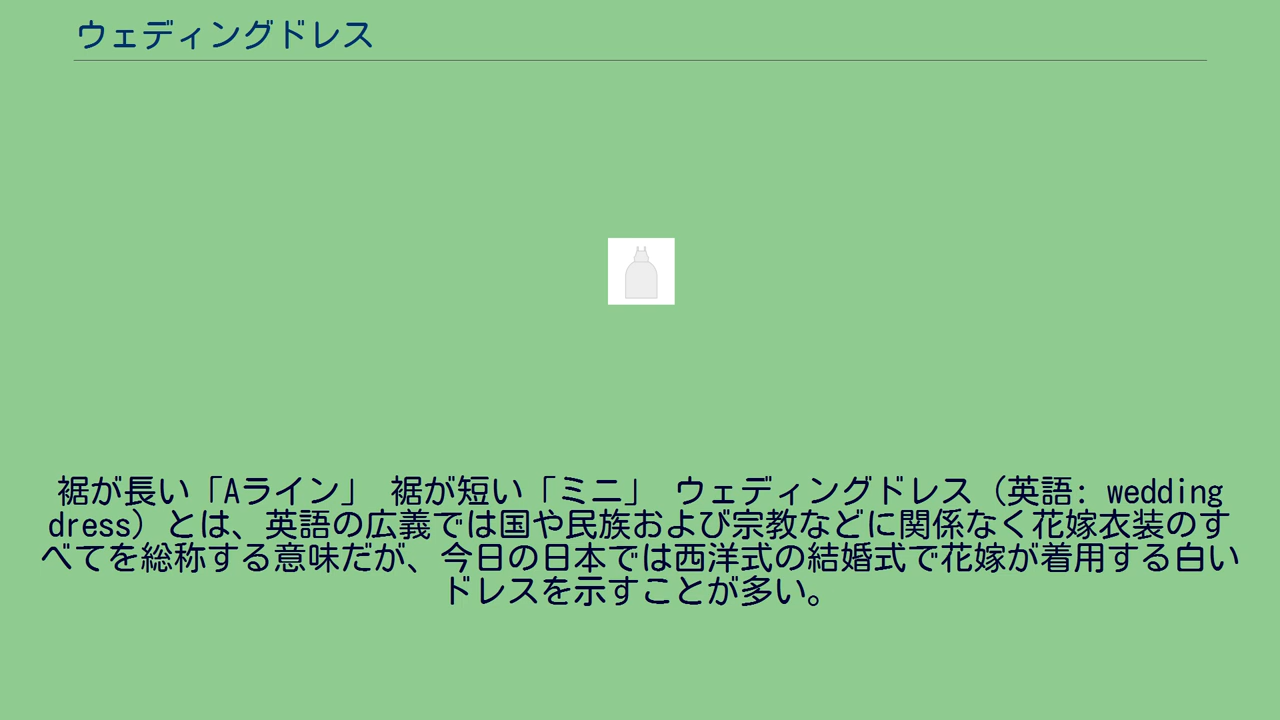 ウェディングドレス
裾が長い「Aライン」 裾が短い「ミニ」 ウェディングドレス（英語: wedding
dress）とは、英語の広義では国や民族および宗教などに関係なく花嫁衣装のす
べてを総称する意味だが、今日の日本では西洋式の結婚式で花嫁が着用する白い
ドレスを示すことが多い。